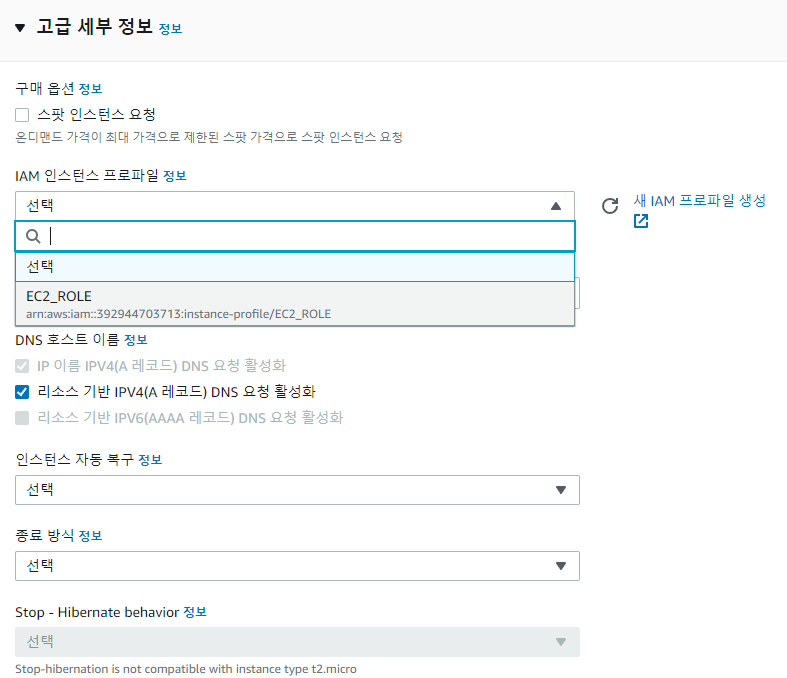 고급 세부 정보 정보
구매 옵션 정보
스팟 인스턴스 요청
온디맨드 가격이 최대 가격으로 제한된 스팟 가격으로 스팟 인스턴스 요청
IAM 인스턴스 프로파일 정보
선택
새 IAM 프로파일 생성
선택
EC2_ROLE
arn:aws:iam::392944703713:instance-profile/EC2_ROLE
DNS 호스트 이름 정보
IP 이름 IPV4(A 레코드) DNS 요청 활성화
리소스 기반 IPV4(A 레코드) DNS 요청 활성화
리소스 기반 IPV6(AAAA 레코드) DNS 요청 활성화
인스턴스 자동 복구 정보
선택
종료 방식 정보
선택
Stop - Hibernate behavior 정보
선택
Stop-hibernation is not compatible with instance type t2.micro